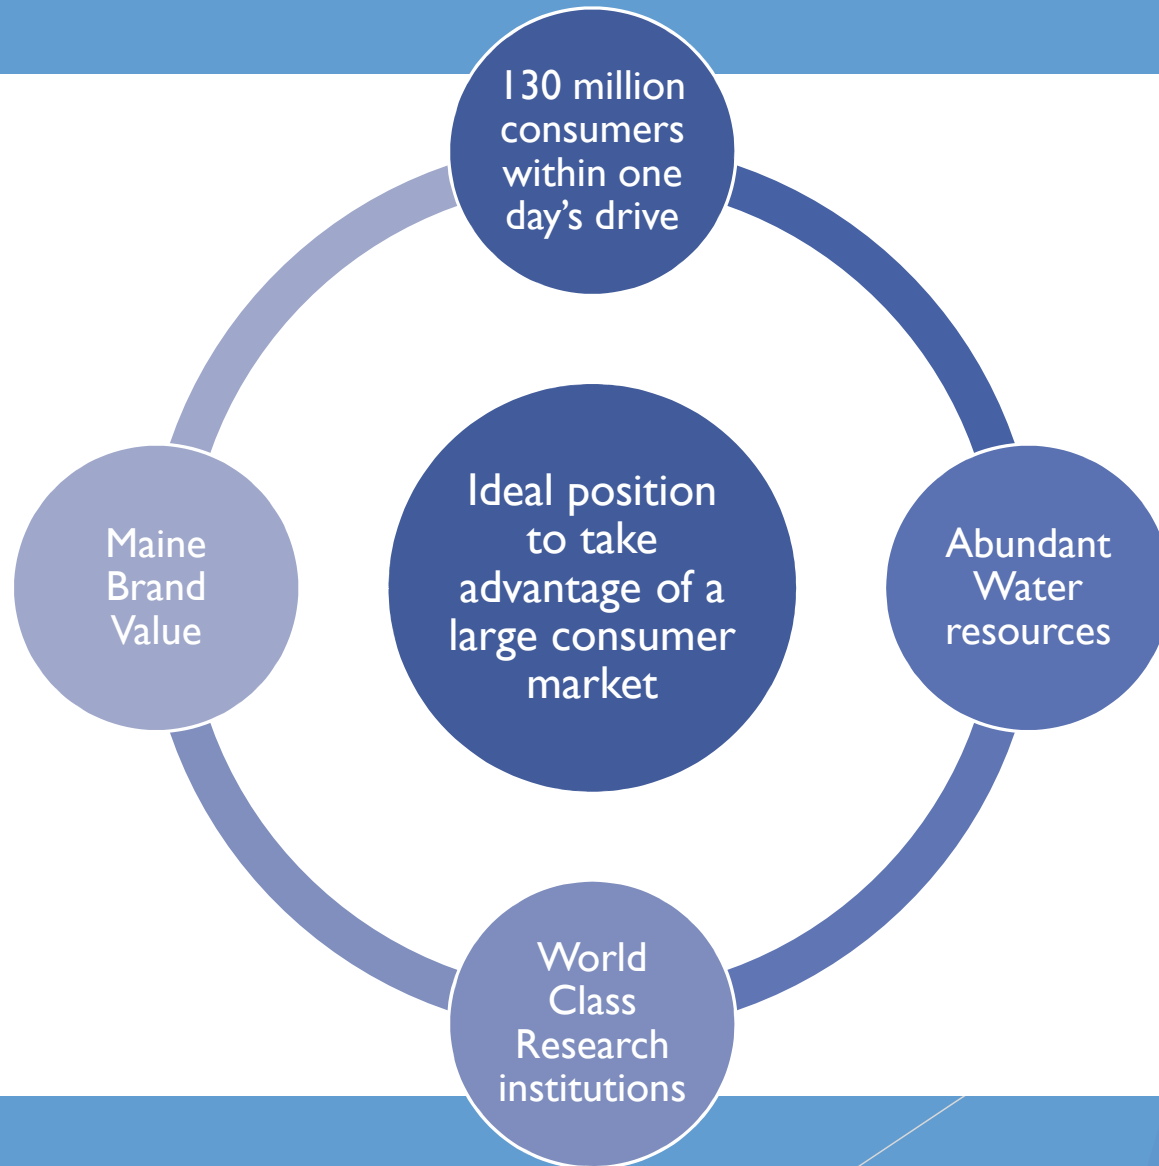 130 million
consumers
within one
day’s drive
Ideal position
to take
advantage of a
large consumer
market
Maine
Brand
Value
Abundant
Water
resources
World
Class
Research
institutions